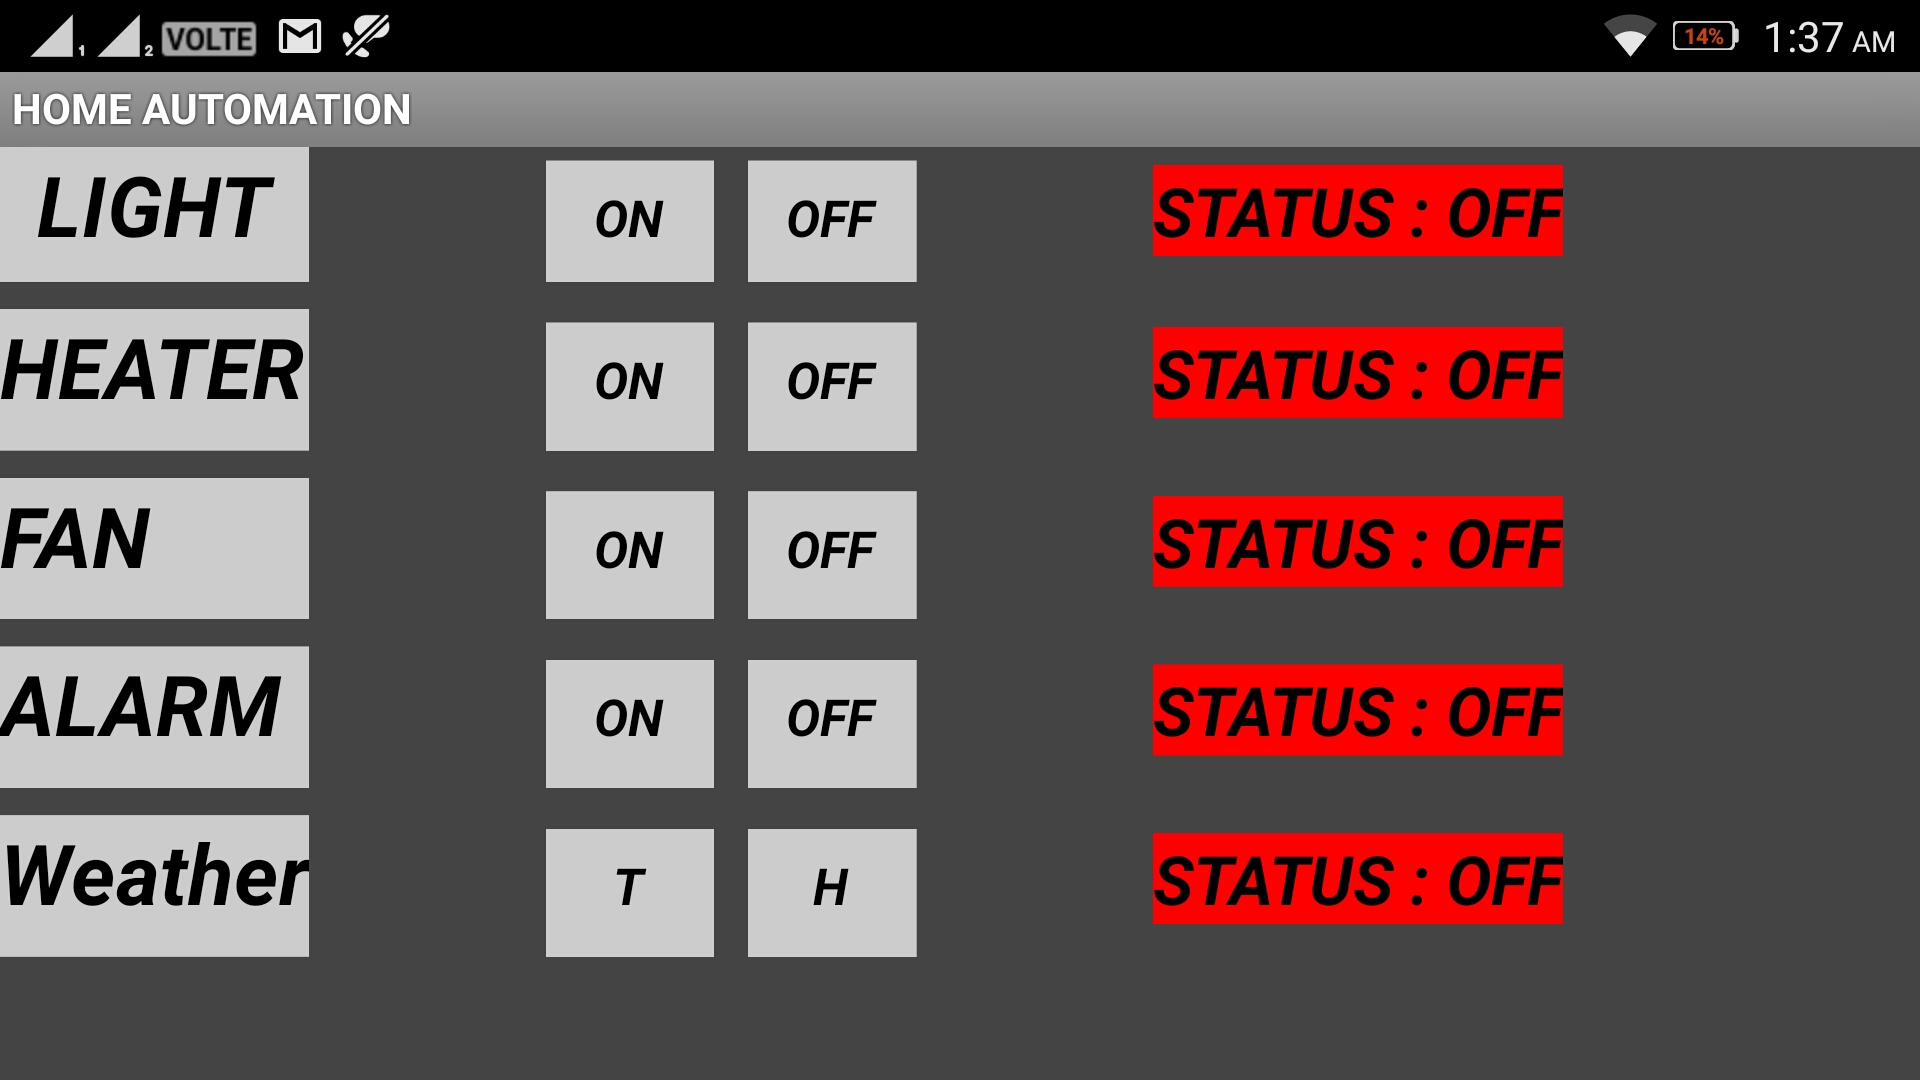 1 2 VOLTE 14% 1:37 AM
HOME AUTOMATION
LIGHT ON OFF STATUS : OFF
HEATER ON OFF STATUS : OFF
FAN ON OFF STATUS : OFF
ALARM ON OFF STATUS : OFF
Weather T H STATUS : OFF